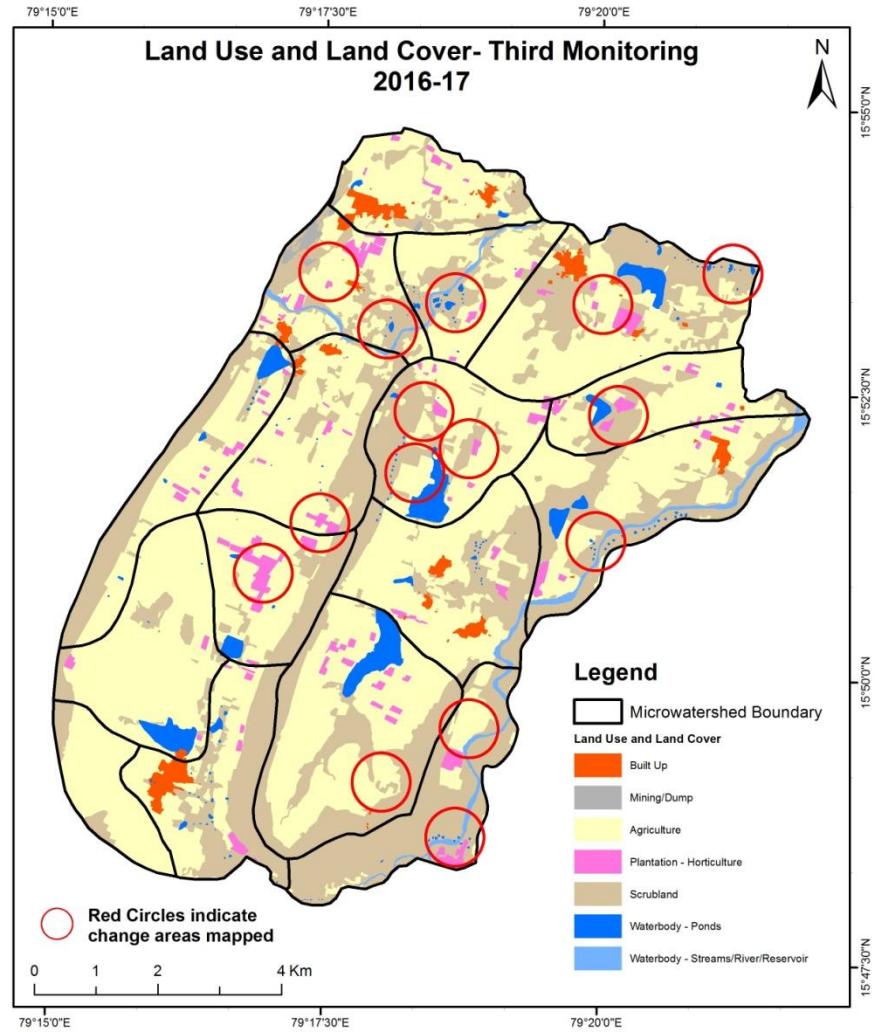 79°15'0"E
79°17'30"E
79°20'0"E
Land Use and Land Cover- Third Monitoring
2016-17
N
15°55'0"N
15°52'30"N
15°50'0"N
15°47'30"N
Legend
Microwatershed Boundary
Land Use and Land Cover
Built Up
Mining/Dump
Agriculture
Plantation - Horticulture
Scrubland
Waterbody - Ponds
Waterbody - Streams/River/Reservoir
Red Circles indicate
change areas mapped
0 1 2 4 Km
79°15'0"E
79°17'30"E
79°20'0"E